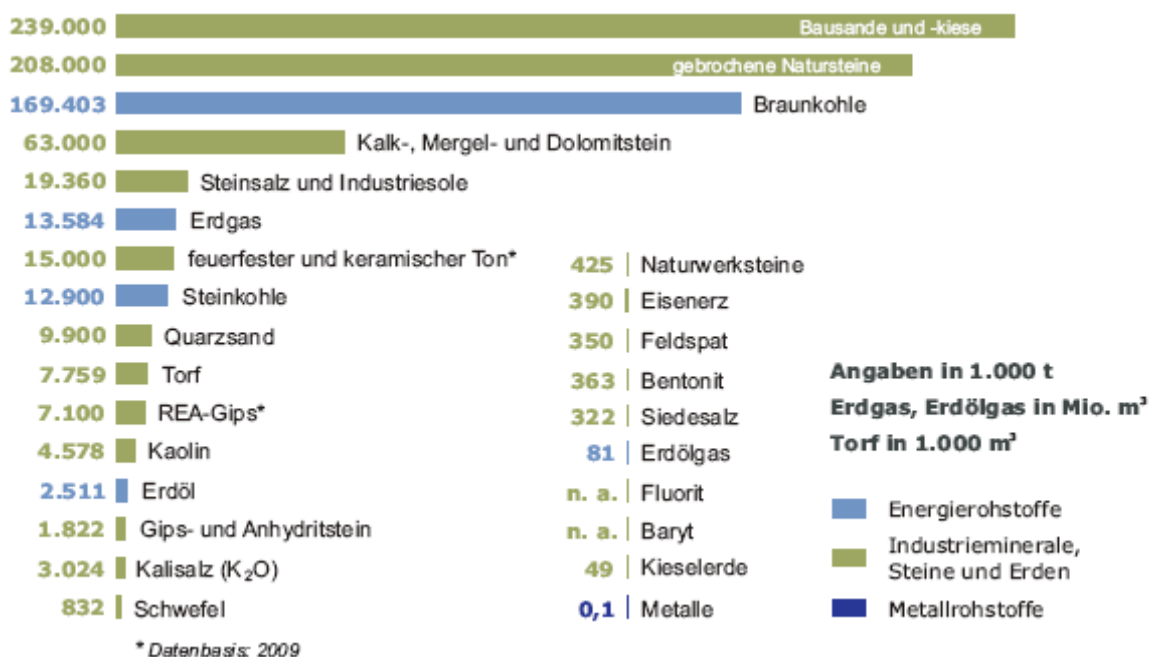 239.000 Bausande und -kiese
208.000 gebrochene Natursteine
169.403 Braunkohle
63.000 Kalk-, Mergel- und Dolomitstein
19.360 Steinsalz und Industriesole
13.584 Erdgas
15.000 feuerfester und keramischer Ton*
12.900 Steinkohle
9.900 Quarzsand
7.759 Torf
7.100 REA-Gips*
4.578 Kaolin
2.511 Erdöl
1.822 Gips- und Anhydritstein
3.024 Kalisalz (K₂O)
832 Schwefel
* Datenbasis: 2009
425 Naturwerksteine
390 Eisenerz
350 Feldspat
363 Bentonit
322 Siedesalz
81 Erdölgas
n. a. Fluorit
n. a. Baryt
49 Kieselerde
0,1 Metalle
Angaben in 1.000 t
Erdgas, Erdölgas in Mio. m³
Torf in 1.000 m³
Energierohstoffe
Industrieminerale,
Steine und Erden
Metallrohstoffe